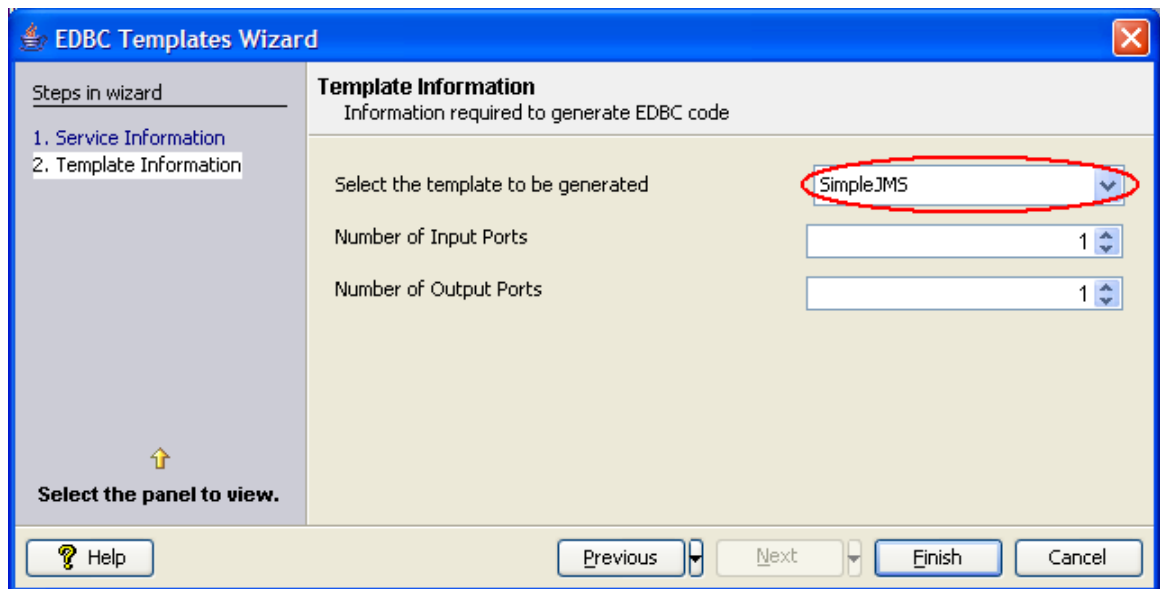 EDBC Templates Wizard
Steps in wizard
1. Service Information
2. Template Information
Select the panel to view.
Template Information
Information required to generate EDBC code
Select the template to be generated
SimpleJMS
Number of Input Ports
1
Number of Output Ports
1
Help
Previous
Next
Finish
Cancel